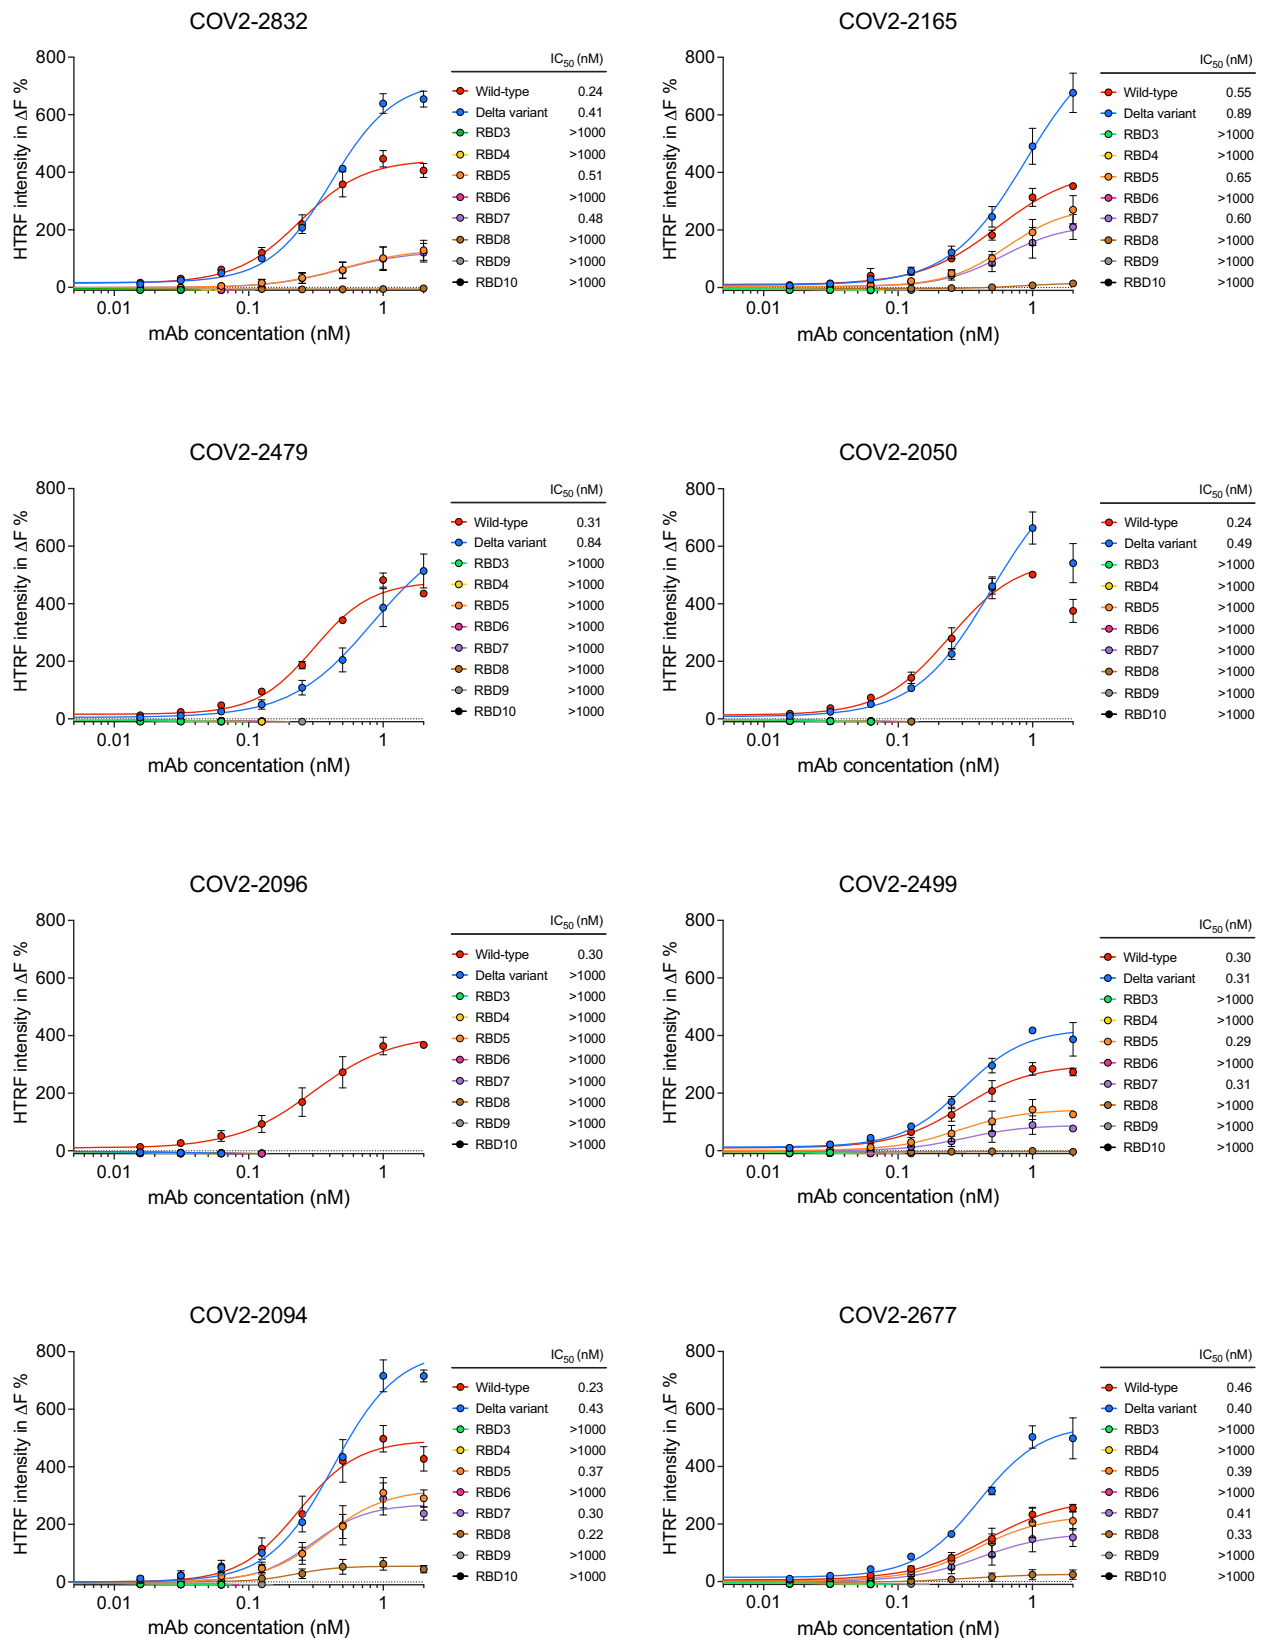 COV2-2832
HTRF intensity in ΔF %
800
600
400
200
0
0.01 0.1 1
mAb concentation (nM)
IC50 (nM)
Wild-type 0.24
Delta variant 0.41
RBD3 >1000
RBD4 >1000
RBD5 0.51
RBD6 >1000
RBD7 0.48
RBD8 >1000
RBD9 >1000
RBD10 >1000
COV2-2165
HTRF intensity in ΔF %
800
600
400
200
0
0.01 0.1 1
mAb concentation (nM)
IC50 (nM)
Wild-type 0.55
Delta variant 0.89
RBD3 >1000
RBD4 >1000
RBD5 0.65
RBD6 >1000
RBD7 0.60
RBD8 >1000
RBD9 >1000
RBD10 >1000
COV2-2479
HTRF intensity in ΔF %
800
600
400
200
0
0.01 0.1 1
mAb concentation (nM)
IC50 (nM)
Wild-type 0.31
Delta variant 0.84
RBD3 >1000
RBD4 >1000
RBD5 >1000
RBD6 >1000
RBD7 >1000
RBD8 >1000
RBD9 >1000
RBD10 >1000
COV2-2050
HTRF intensity in ΔF %
800
600
400
200
0
0.01 0.1 1
mAb concentation (nM)
IC50 (nM)
Wild-type 0.24
Delta variant 0.49
RBD3 >1000
RBD4 >1000
RBD5 >1000
RBD6 >1000
RBD7 >1000
RBD8 >1000
RBD9 >1000
RBD10 >1000
COV2-2096
HTRF intensity in ΔF %
800
600
400
200
0
0.01 0.1 1
mAb concentation (nM)
IC50 (nM)
Wild-type 0.30
Delta variant >1000
RBD3 >1000
RBD4 >1000
RBD5 >1000
RBD6 >1000
RBD7 >1000
RBD8 >1000
RBD9 >1000
RBD10 >1000
COV2-2499
HTRF intensity in ΔF %
800
600
400
200
0
0.01 0.1 1
mAb concentation (nM)
IC50 (nM)
Wild-type 0.30
Delta variant 0.31
RBD3 >1000
RBD4 >1000
RBD5 0.29
RBD6 >1000
RBD7 0.31
RBD8 >1000
RBD9 >1000
RBD10 >1000
COV2-2094
HTRF intensity in ΔF %
800
600
400
200
0
0.01 0.1 1
mAb concentation (nM)
IC50 (nM)
Wild-type 0.23
Delta variant 0.43
RBD3 >1000
RBD4 >1000
RBD5 0.37
RBD6 >1000
RBD7 0.30
RBD8 0.22
RBD9 >1000
RBD10 >1000
COV2-2677
HTRF intensity in ΔF %
800
600
400
200
0
0.01 0.1 1
mAb concentation (nM)
IC50 (nM)
Wild-type 0.46
Delta variant 0.40
RBD3 >1000
RBD4 >1000
RBD5 0.39
RBD6 >1000
RBD7 0.41
RBD8 0.33
RBD9 >1000
RBD10 >1000